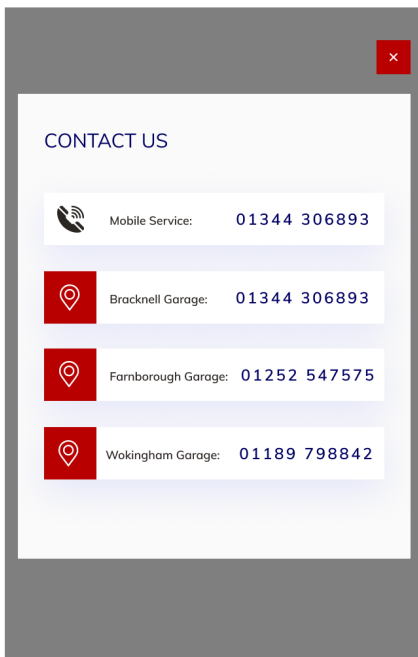 ×
CONTACT US
Mobile Service: 01344 306893
Bracknell Garage: 01344 306893
Farnborough Garage: 01252 547575
Wokingham Garage: 01189 798842